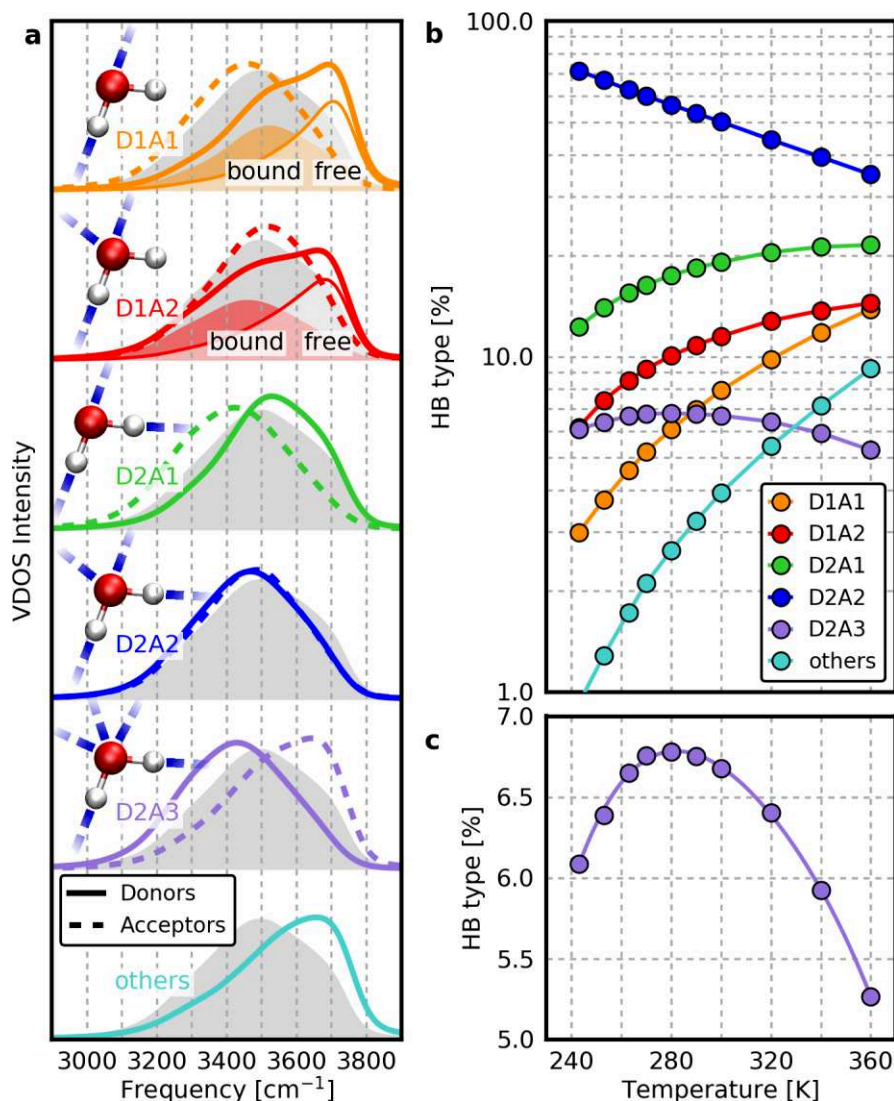 a
D1A1
bound free
D1A2
bound free
D2A1
D2A2
D2A3
Donors
Acceptors
others
VDOS Intensity
3000 3200 3400 3600 3800
Frequency [cm⁻¹]
b
100.0
10.0
1.0
HB type [%]
D1A1
D1A2
D2A1
D2A2
D2A3
others
c
7.0
6.5
6.0
5.5
5.0
HB type [%]
240 280 320 360
Temperature [K]